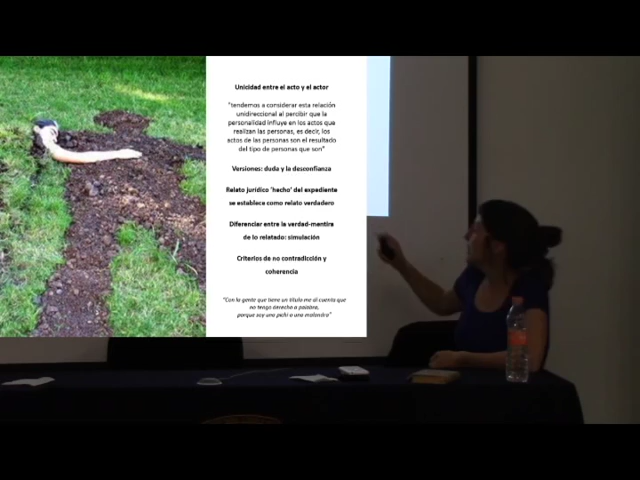 Unicidad entre el acto y el actor
"tendemos a considerar esta relación
unidireccional al percibir que la
personalidad influye en los actos que
realizan las personas, es decir, los
actos de las personas son el resultado
del tipo de personas que son"
Versiones: duda y la desconfianza
Relato jurídico 'hecho' del expediente
se establece como relato verdadero
Diferenciar entre la verdad-mentira
de lo relatado: simulación
Criterios de no contradicción y
coherencia
"Con la gente que tiene un título me di cuenta que
no tengo derecho a palabra,
porque soy una pichi o una malandra"